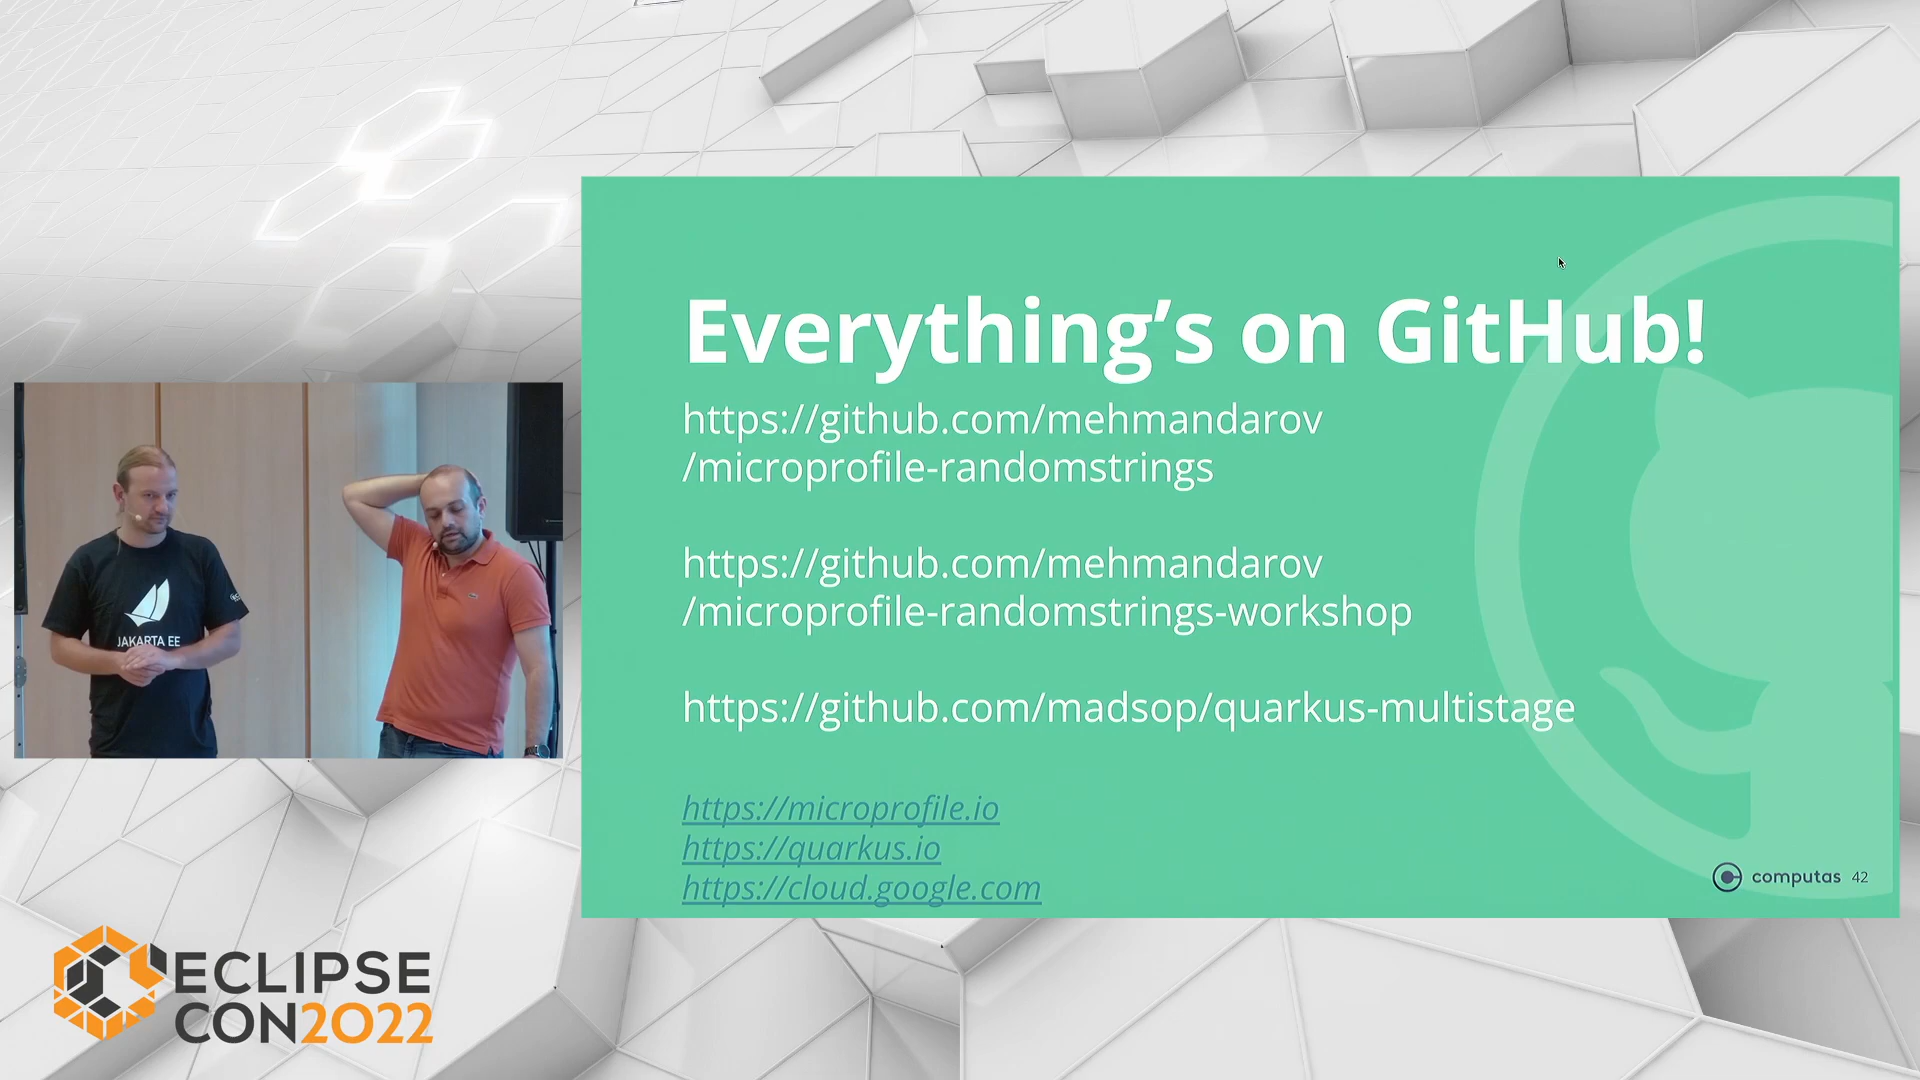 Everything’s on GitHub!
https://github.com/mehmandarov
/microprofile-randomstrings
https://github.com/mehmandarov
/microprofile-randomstrings-workshop
https://github.com/madsop/quarkus-multistage
https://microprofile.io
https://quarkus.io
https://cloud.google.com
computas 42
JAKARTA EE
ECLIPSE
CON2022